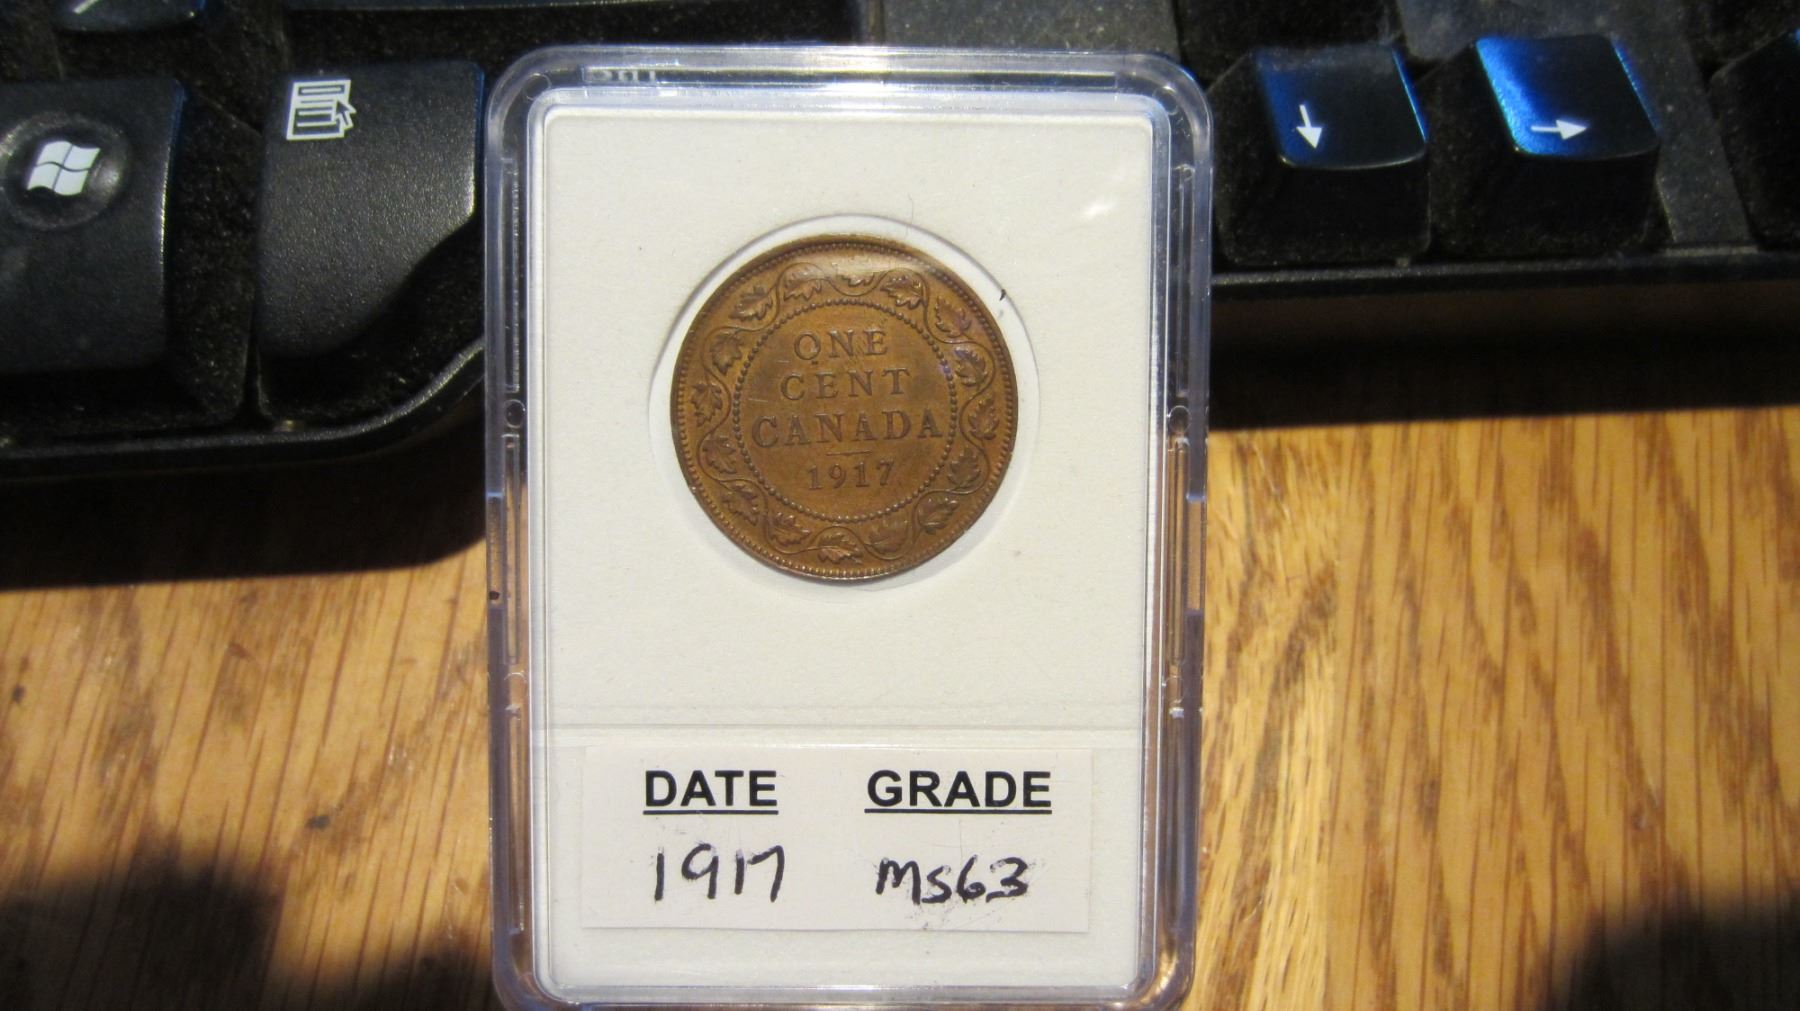 ONE
CENT
CANADA
1917
DATE GRADE
1917 MS63